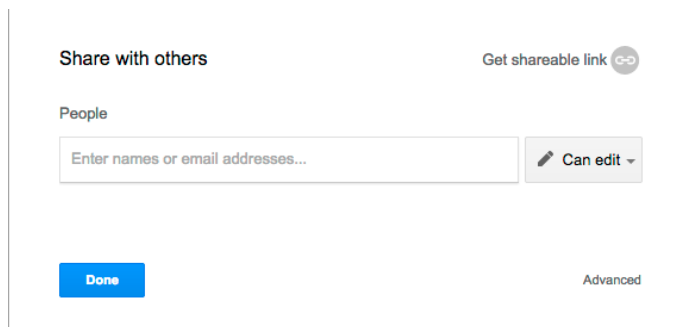 Share with others
Get shareable link
People
Enter names or email addresses...
Can edit
Done
Advanced